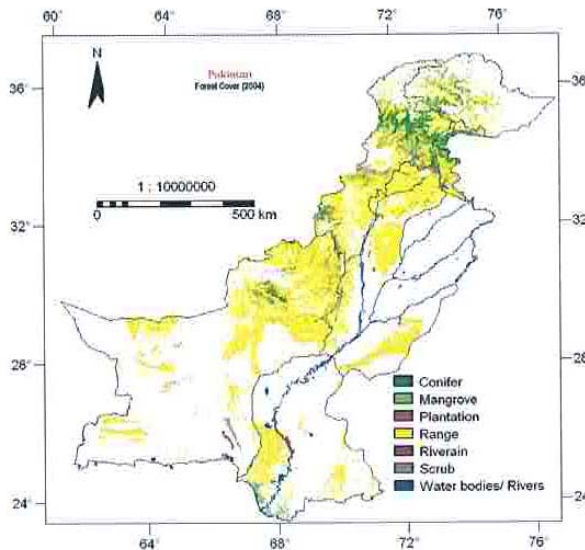 60° 64° 68° 72° 76°
N
Pakistan
Forest Cover (2004)
36° 36°
1 : 10000000
0 500 km
32° 32°
28° 28°
Conifer
Mangrove
Plantation
Range
Riverain
Scrub
Water bodies/ Rivers
24° 24°
64° 68° 72° 76°